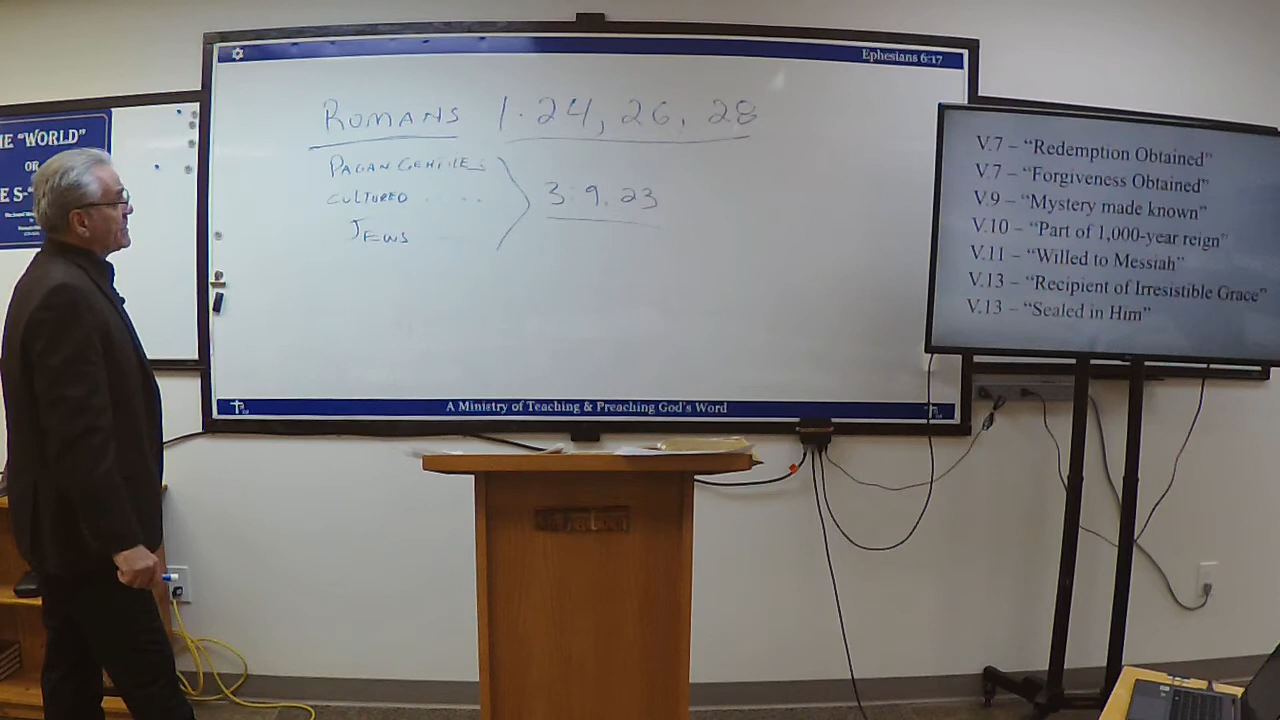 HE "WORLD"
OR
E S-
Ephesians 6:17
ROMANS 1:24, 26, 28
PAGAN GENTILES
CULTURED . . . .
JEWS
3:9, 23
A Ministry of Teaching & Preaching God's Word
V.7 – "Redemption Obtained"
V.7 – "Forgiveness Obtained"
V.9 – "Mystery made known"
V.10 – "Part of 1,000-year reign"
V.11 – "Willed to Messiah"
V.13 – "Recipient of Irresistible Grace"
V.13 – "Sealed in Him"